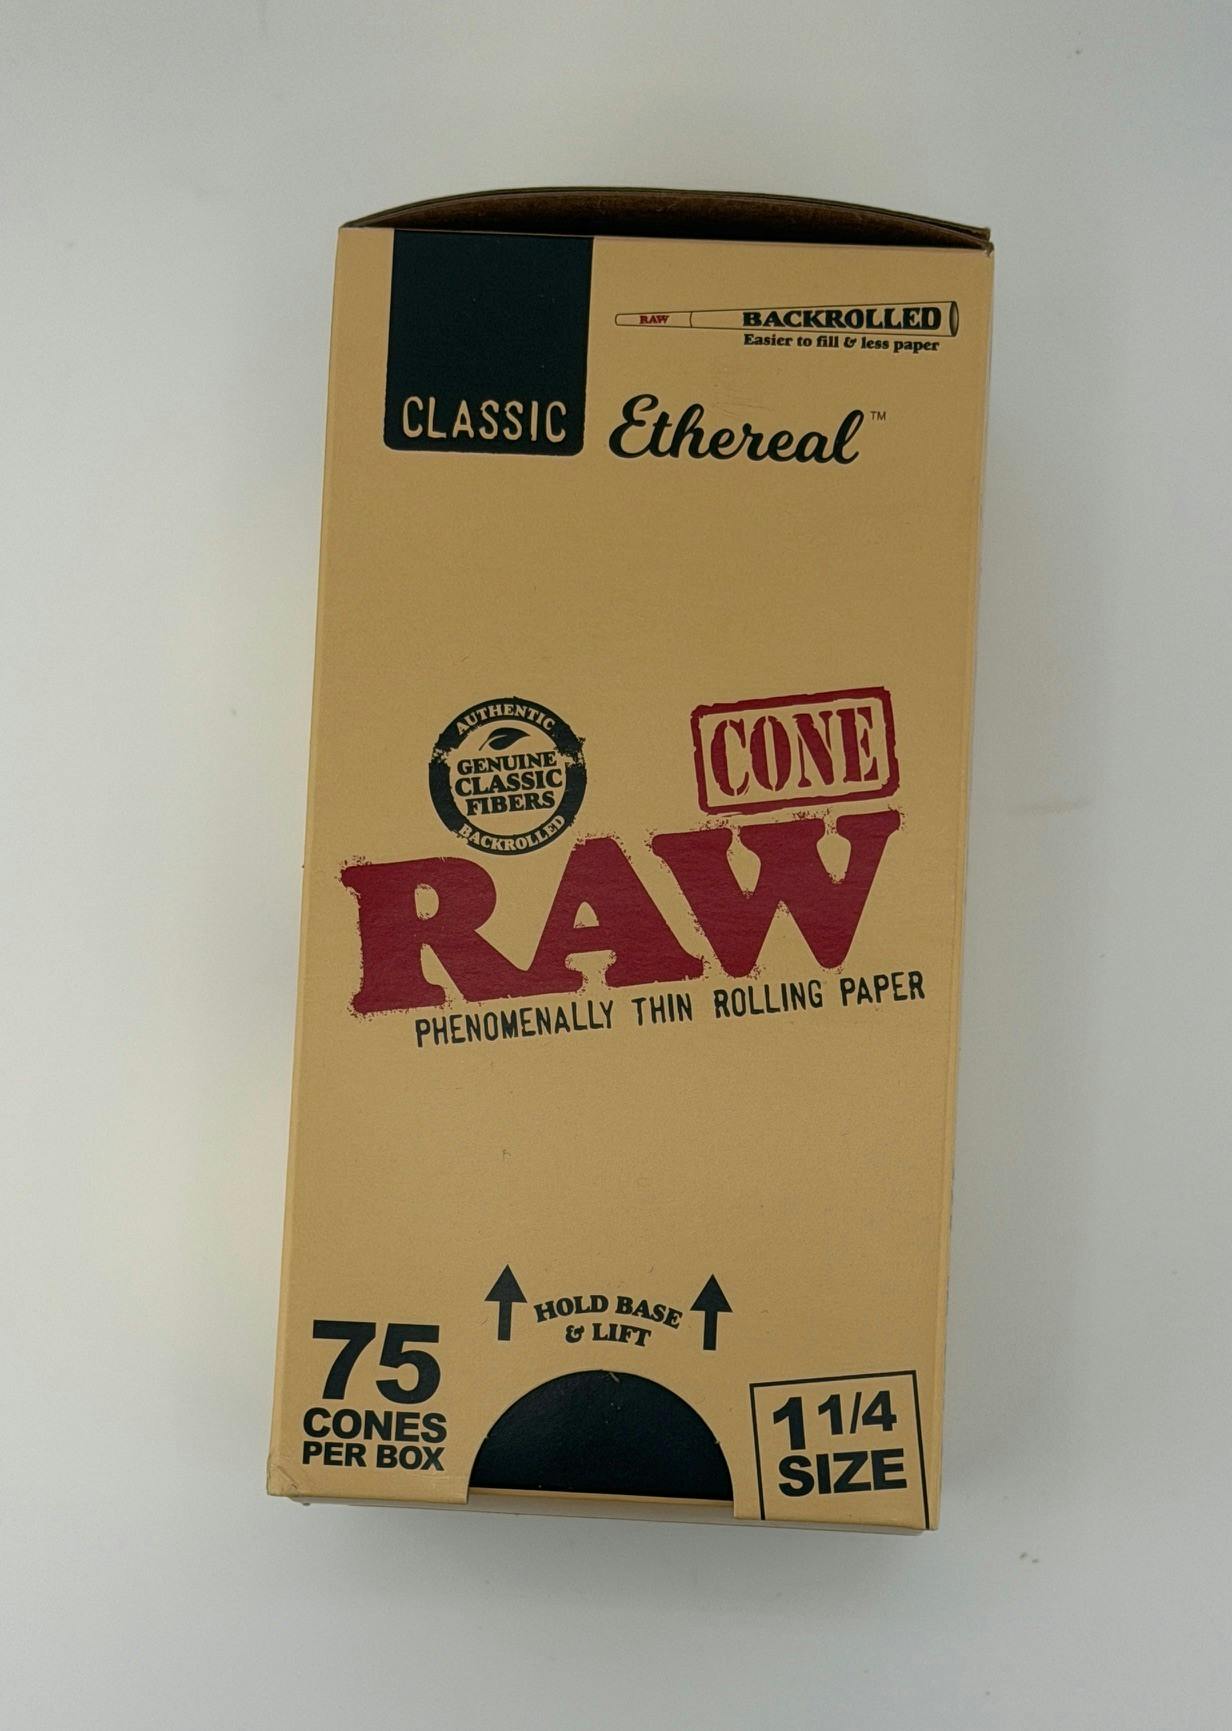 RAW BACKROLLED
Easier to fill & less paper
CLASSIC
Ethereal™
AUTHENTIC
GENUINE
CLASSIC
FIBERS
BACKROLLED
CONE
RAW
PHENOMENALLY THIN ROLLING PAPER
HOLD BASE
& LIFT
75
CONES
PER BOX
1 1/4
SIZE